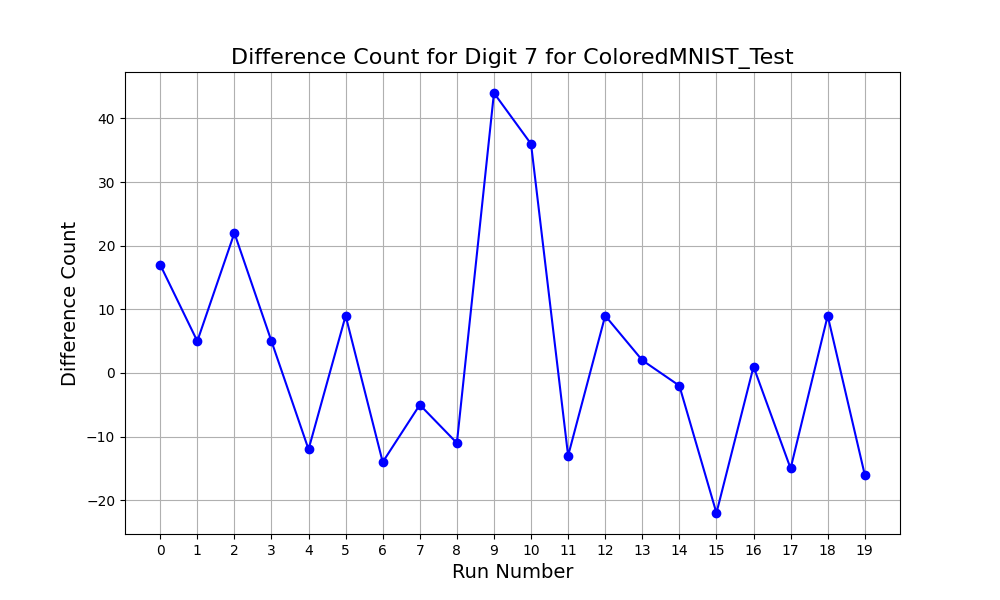 Difference Count for Digit 7 for ColoredMNIST_Test
Difference Count
40
30
20
10
0
−10
−20
0 1 2 3 4 5 6 7 8 9 10 11 12 13 14 15 16 17 18 19
Run Number